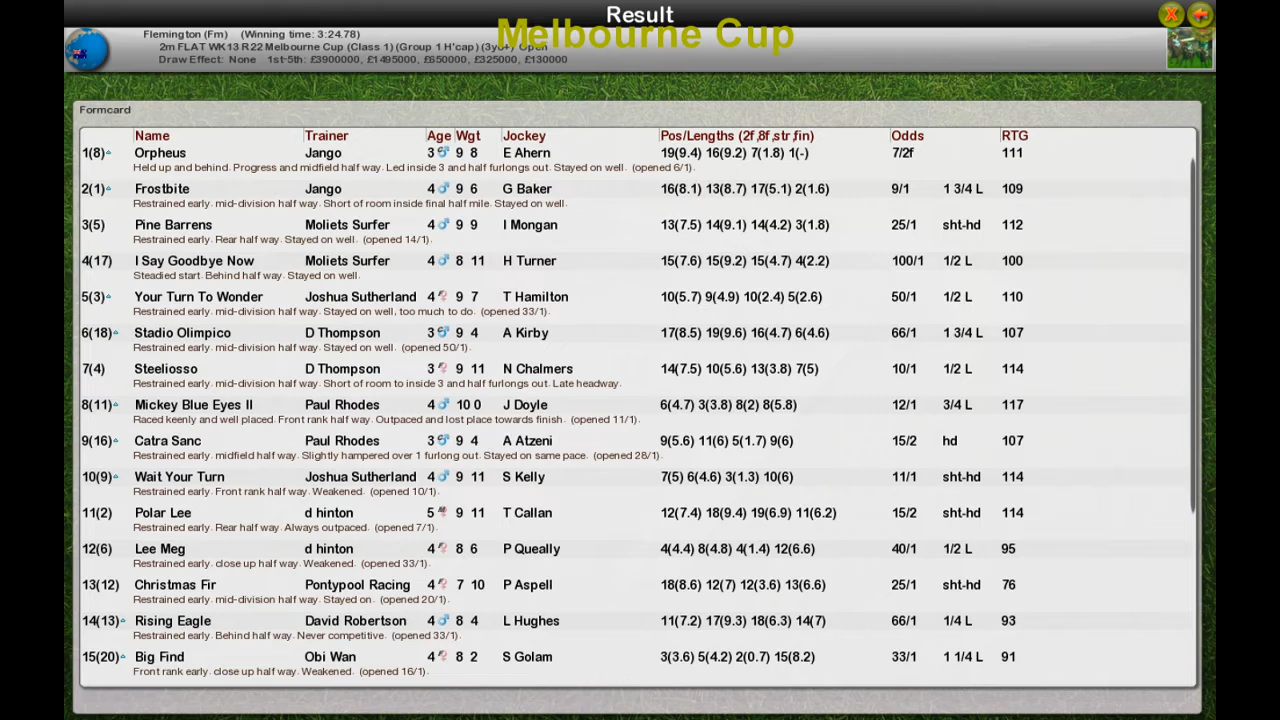 Result
Melbourne Cup
Flemington (Fm) (Winning time: 3:24.78)
2m FLAT WK13 R22 Melbourne Cup (Class 1) (Group 1 H'cap) (3yo+) Open
Draw Effect: None 1st-5th: £3900000, £1495000, £650000, £325000, £130000
Formcard
Name Trainer Age Wgt Jockey Pos/Lengths (2f,8f,str,fin) Odds RTG
1(8) Orpheus Jango 3 9 8 E Ahern 19(9.4) 16(9.2) 7(1.8) 1(-) 7/2f 111
Held up and behind. Progress and midfield half way. Led inside 3 and half furlongs out. Stayed on well. (opened 6/1).
2(1) Frostbite Jango 4 9 6 G Baker 16(8.1) 13(8.7) 17(5.1) 2(1.6) 9/1 1 3/4 L 109
Restrained early. mid-division half way. Short of room inside final half mile. Stayed on well.
3(5) Pine Barrens Moliets Surfer 4 9 9 I Mongan 13(7.5) 14(9.1) 14(4.2) 3(1.8) 25/1 sht-hd 112
Restrained early. Rear half way. Stayed on well. (opened 14/1).
4(17) I Say Goodbye Now Moliets Surfer 4 8 11 H Turner 15(7.6) 15(9.2) 15(4.7) 4(2.2) 100/1 1/2 L 100
Steadied start. Behind half way. Stayed on well.
5(3) Your Turn To Wonder Joshua Sutherland 4 9 7 T Hamilton 10(5.7) 9(4.9) 10(2.4) 5(2.6) 50/1 1/2 L 110
Restrained early. mid-division half way. Stayed on well, too much to do. (opened 33/1).
6(18) Stadio Olimpico D Thompson 3 9 4 A Kirby 17(8.5) 19(9.6) 16(4.7) 6(4.6) 66/1 1 3/4 L 107
Restrained early. mid-division half way. Stayed on well. (opened 50/1).
7(4) Steeliosso D Thompson 3 9 11 N Chalmers 14(7.5) 10(5.6) 13(3.8) 7(5) 10/1 1/2 L 114
Restrained early. mid-division half way. Short of room to inside 3 and half furlongs out. Late headway.
8(11) Mickey Blue Eyes II Paul Rhodes 4 10 0 J Doyle 6(4.7) 3(3.8) 8(2) 8(5.8) 12/1 3/4 L 117
Raced keenly and well placed. Front rank half way. Outpaced and lost place towards finish. (opened 11/1).
9(16) Catra Sanc Paul Rhodes 3 9 4 A Atzeni 9(5.6) 11(6) 5(1.7) 9(6) 15/2 hd 107
Restrained early. midfield half way. Slightly hampered over 1 furlong out. Stayed on same pace. (opened 28/1).
10(9) Wait Your Turn Joshua Sutherland 4 9 11 S Kelly 7(5) 6(4.6) 3(1.3) 10(6) 11/1 sht-hd 114
Restrained early. Front rank half way. Weakened. (opened 10/1).
11(2) Polar Lee d hinton 5 9 11 T Callan 12(7.4) 18(9.4) 19(6.9) 11(6.2) 15/2 sht-hd 114
Restrained early. Rear half way. Always outpaced. (opened 7/1).
12(6) Lee Meg d hinton 4 8 6 P Queally 4(4.4) 8(4.8) 4(1.4) 12(6.6) 40/1 1/2 L 95
Restrained early. close up half way. Weakened. (opened 33/1).
13(12) Christmas Fir Pontypool Racing 4 7 10 P Aspell 18(8.6) 12(7) 12(3.6) 13(6.6) 25/1 sht-hd 76
Restrained early. mid-division half way. Stayed on. (opened 20/1).
14(13) Rising Eagle David Robertson 4 8 4 L Hughes 11(7.2) 17(9.3) 18(6.3) 14(7) 66/1 1/4 L 93
Restrained early. Behind half way. Never competitive. (opened 33/1).
15(20) Big Find Obi Wan 4 8 2 S Golam 3(3.6) 5(4.2) 2(0.7) 15(8.2) 33/1 1 1/4 L 91
Front rank early. close up half way. Weakened. (opened 16/1).